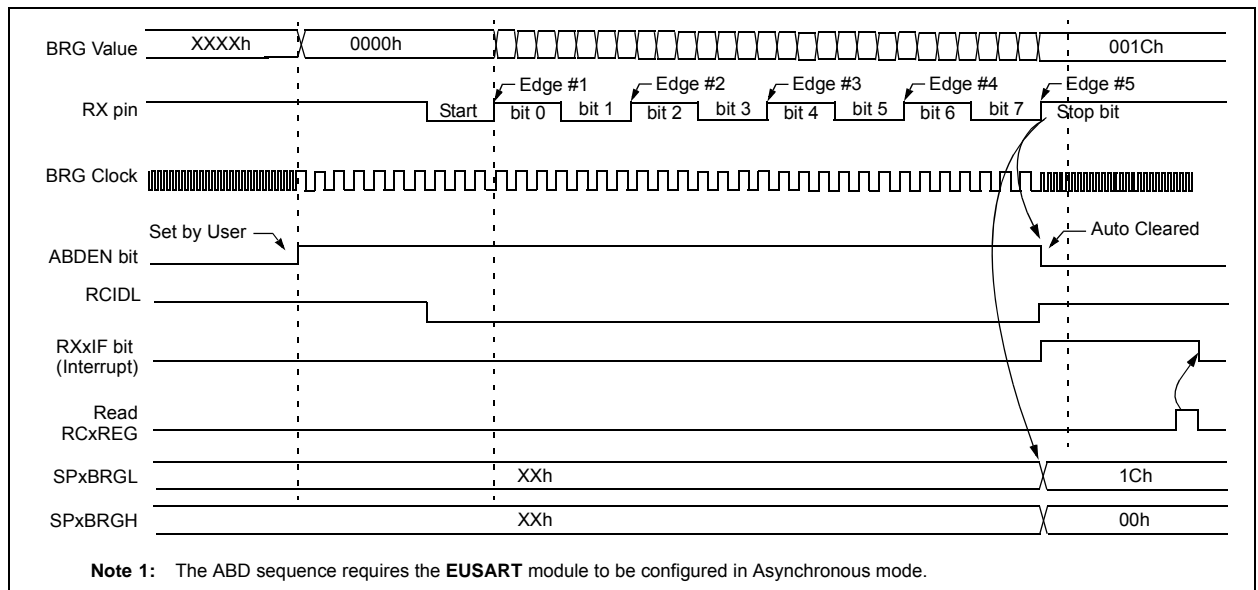 BRG Value XXXXh 0000h 001Ch
Edge #1 Edge #2 Edge #3 Edge #4 Edge #5
RX pin Start bit 0 bit 1 bit 2 bit 3 bit 4 bit 5 bit 6 bit 7 Stop bit
BRG Clock
Set by User Auto Cleared
ABDEN bit
RCIDL
RXxIF bit
(Interrupt)
Read
RCxREG
SPxBRGL XXh 1Ch
SPxBRGH XXh 00h
Note 1: The ABD sequence requires the EUSART module to be configured in Asynchronous mode.